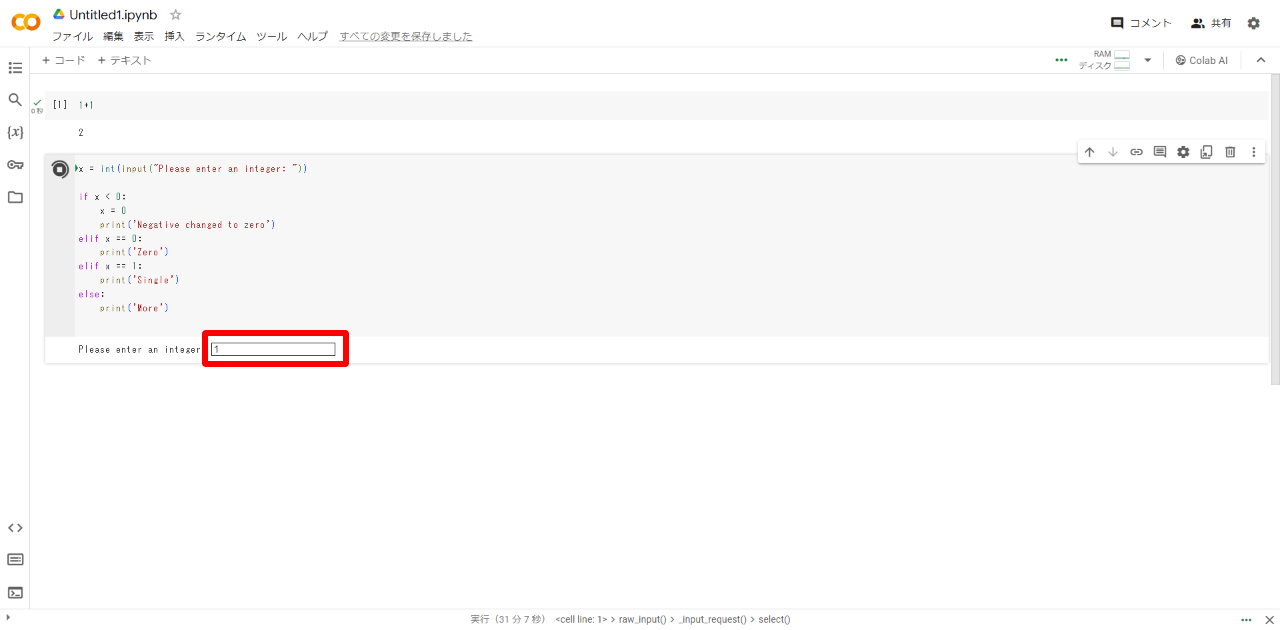 Untitled1.ipynb
コメント 共有
ファイル 編集 表示 挿入 ランタイム ツール ヘルプ すべての変更を保存しました
+ コード + テキスト
RAM
ディスク
Colab AI
[1] 1+1
0 秒
2
{x}
x = int(input("Please enter an integer: "))
if x < 0:
x = 0
print('Negative changed to zero')
elif x == 0:
print('Zero')
elif x == 1:
print('Single')
else:
print('More')
Please enter an integer 1
実行（31 分 7 秒） <cell line: 1> > raw_input() > _input_request() > select()